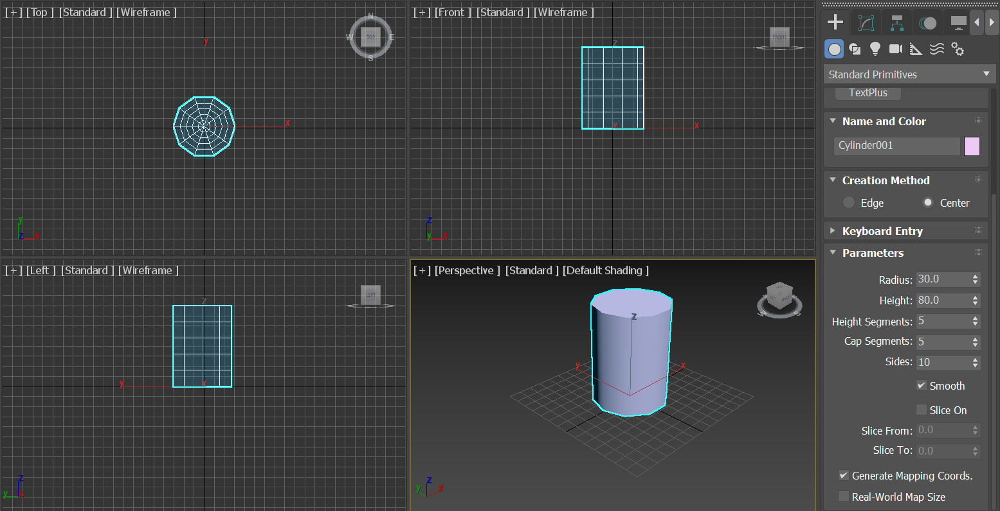 [+] [Top ] [Standard ] [Wireframe ]
N
W
TOP
E
S
y
x
y
z
x
[+] [Front ] [Standard ] [Wireframe ]
FRONT
z
y
x
z
y
x
[+] [Left ] [Standard ] [Wireframe ]
LEFT
z
y
x
z
y
x
[+] [Perspective ] [Standard ] [Default Shading ]
W
S
z
y
x
z
y
x
Standard Primitives
TextPlus
Name and Color
Cylinder001
Creation Method
Edge
Center
Keyboard Entry
Parameters
Radius: 30.0
Height: 80.0
Height Segments: 5
Cap Segments: 5
Sides: 10
Smooth
Slice On
Slice From: 0.0
Slice To: 0.0
Generate Mapping Coords.
Real-World Map Size